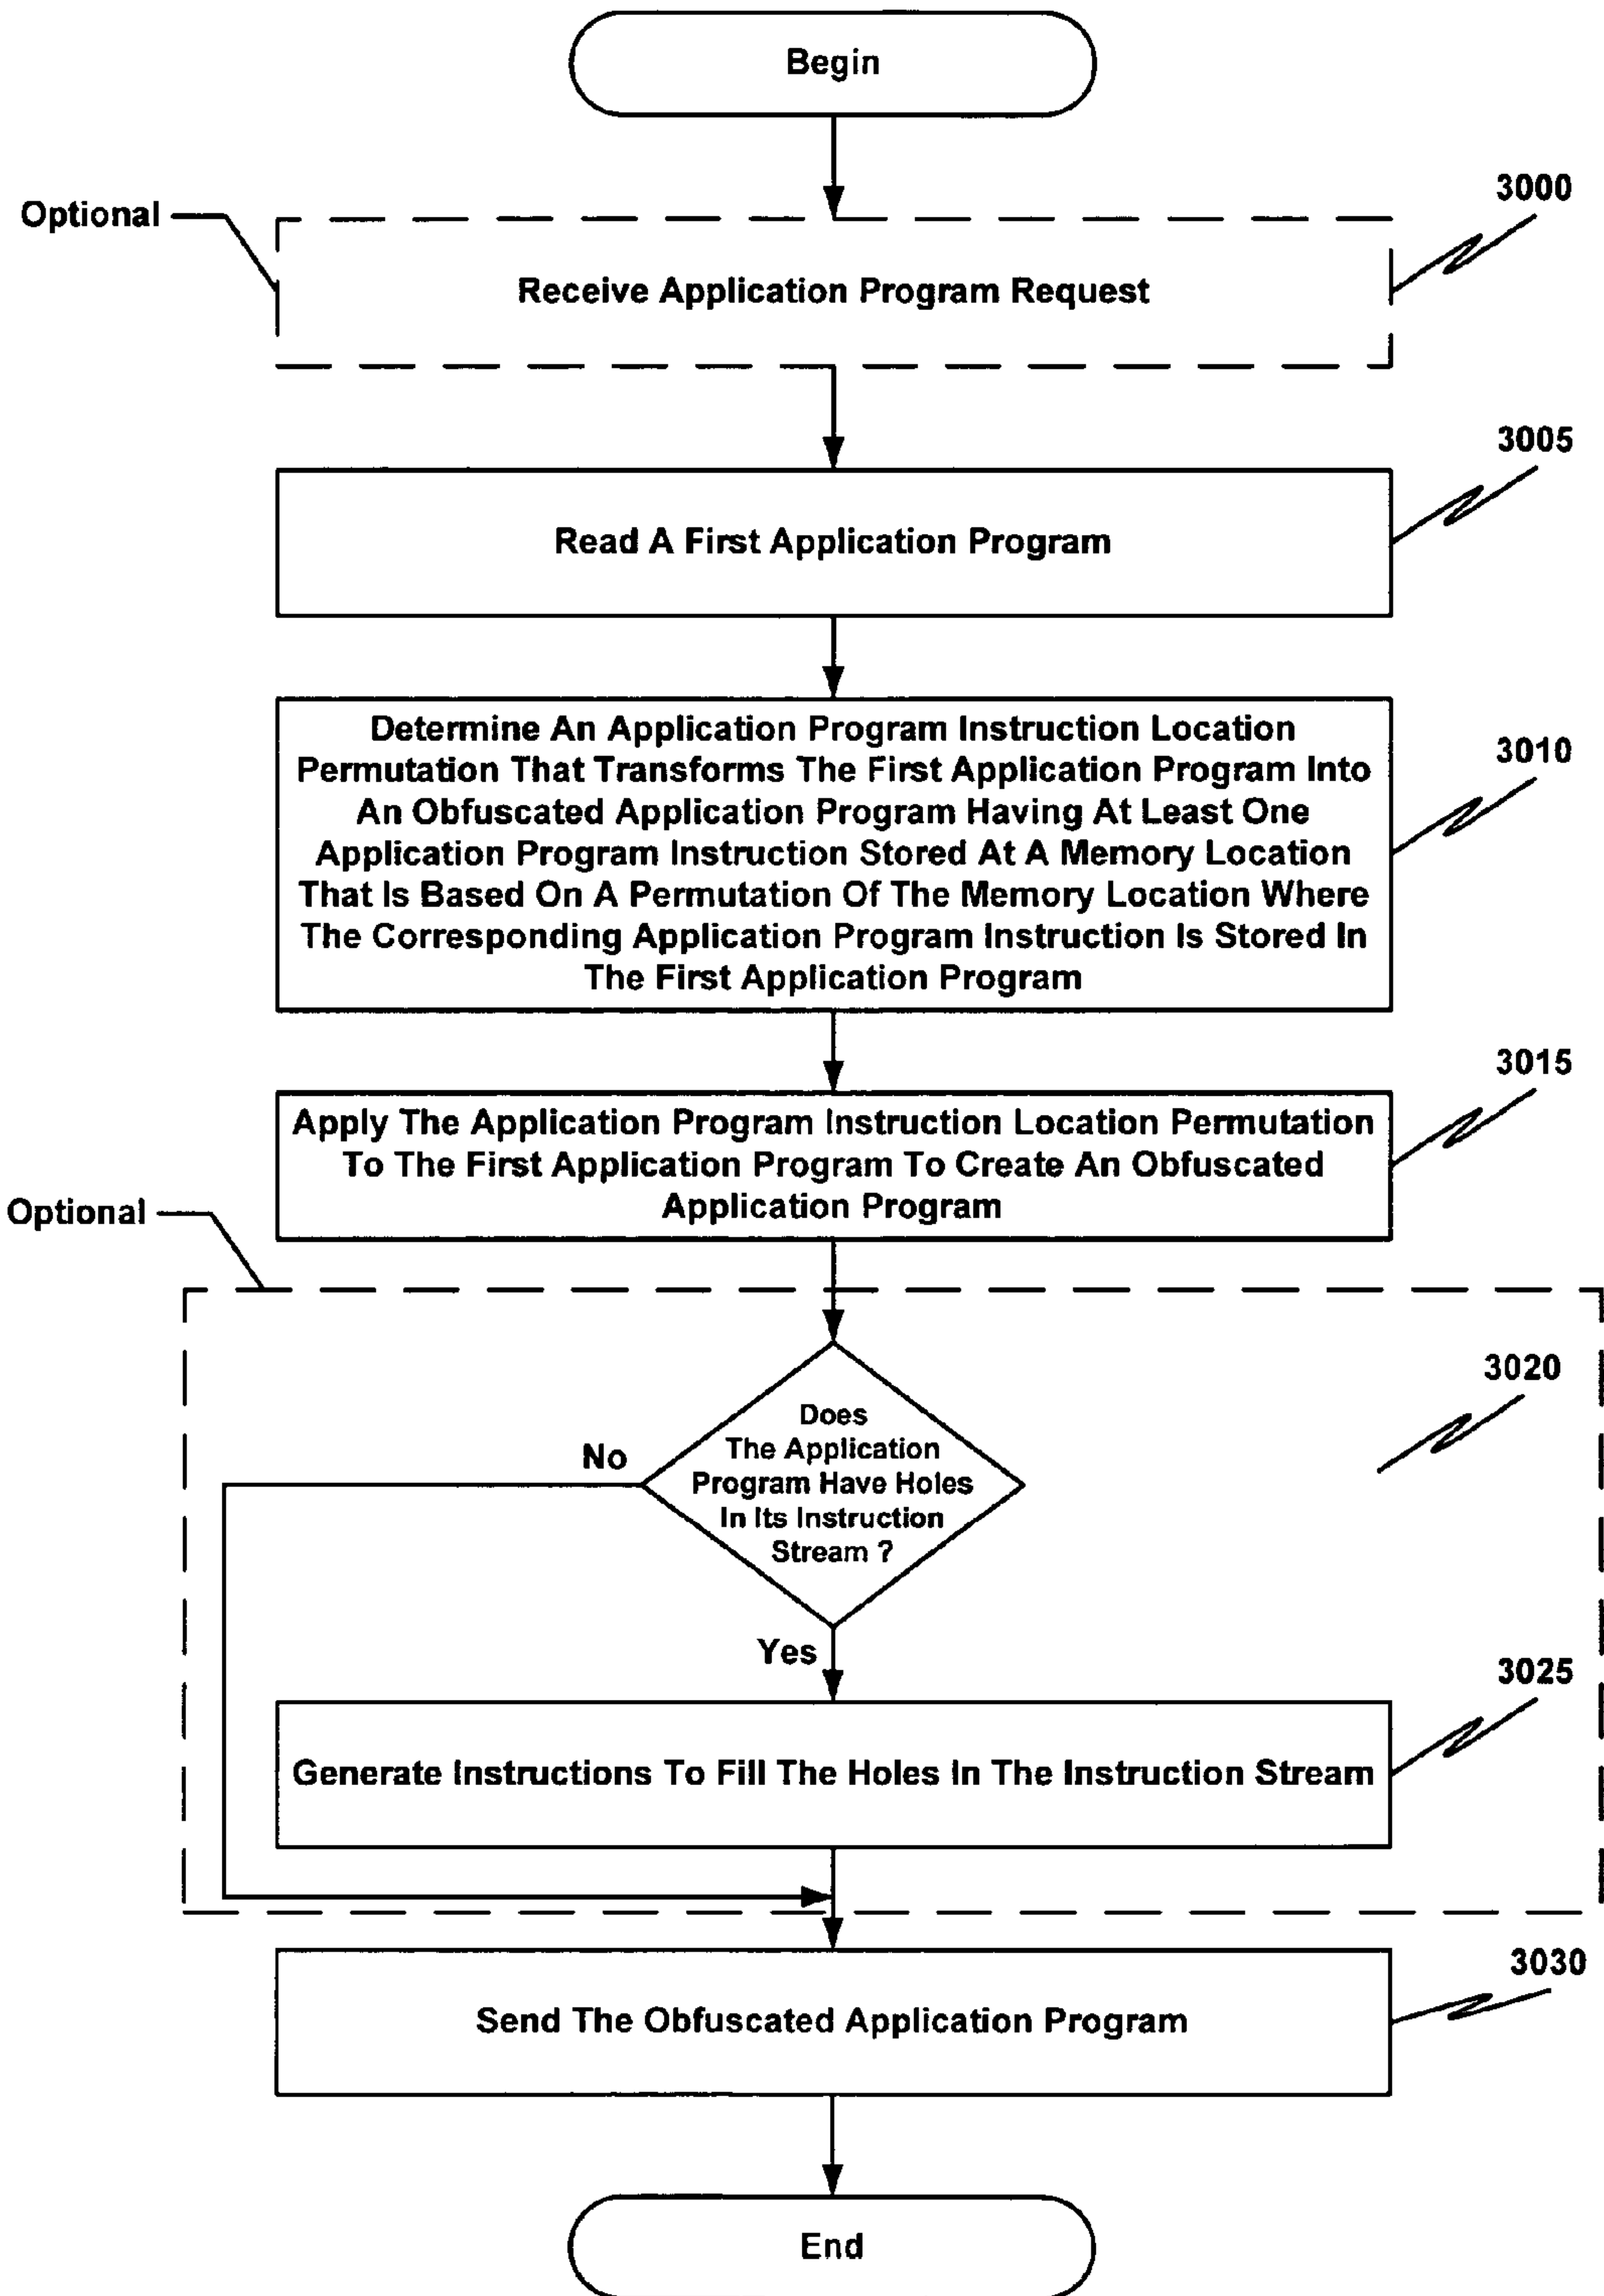 Begin
Optional
3000
Receive Application Program Request
3005
Read A First Application Program
Determine An Application Program Instruction Location
Permutation That Transforms The First Application Program Into
An Obfuscated Application Program Having At Least One
Application Program Instruction Stored At A Memory Location
That Is Based On A Permutation Of The Memory Location Where
The Corresponding Application Program Instruction Is Stored In
The First Application Program
3010
3015
Apply The Application Program Instruction Location Permutation
To The First Application Program To Create An Obfuscated
Application Program
Optional
3020
Does
The Application
Program Have Holes
In Its Instruction
Stream ?
No
Yes
3025
Generate Instructions To Fill The Holes In The Instruction Stream
3030
Send The Obfuscated Application Program
End